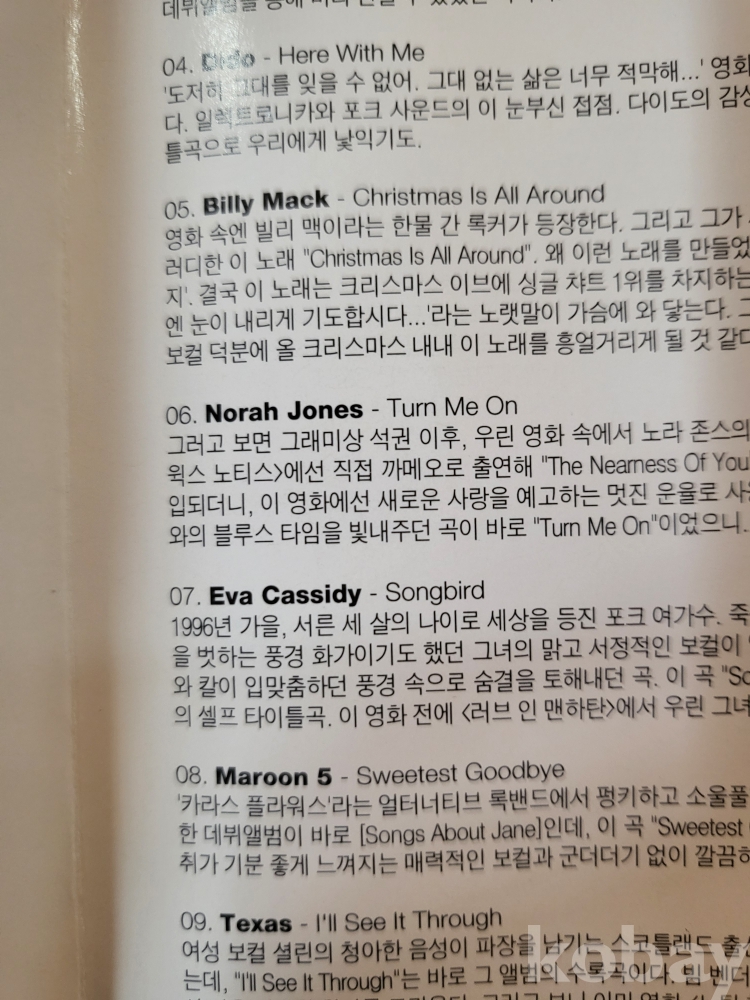 데뷔앨범을 통해
04. Dido - Here With Me
'도저히 그대를 잊을 수 없어. 그대 없는 삶은 너무 적막해...' 영화
다. 일렉트로니카와 포크 사운드의 이 눈부신 접점. 다이도의 감성
틀곡으로 우리에게 낯익기도.
05. Billy Mack - Christmas Is All Around
영화 속엔 빌리 맥이라는 한물 간 록커가 등장한다. 그리고 그가
러디한 이 노래 "Christmas Is All Around". 왜 이런 노래를 만들었
지'. 결국 이 노래는 크리스마스 이브에 싱글 챠트 1위를 차지하는
엔 눈이 내리게 기도합시다...'라는 노랫말이 가슴에 와 닿는다. 그
보컬 덕분에 올 크리스마스 내내 이 노래를 흥얼거리게 될 것 같다
06. Norah Jones - Turn Me On
그러고 보면 그래미상 석권 이후, 우린 영화 속에서 노라 존스의
윅스 노티스>에선 직접 까메오로 출연해 "The Nearness Of You
입되더니, 이 영화에선 새로운 사랑을 예고하는 멋진 운율로 사용
와의 블루스 타임을 빛내주던 곡이 바로 "Turn Me On"이었으니.
07. Eva Cassidy - Songbird
1996년 가을, 서른 세 살의 나이로 세상을 등진 포크 여가수. 죽
을 벗하는 풍경 화가이기도 했던 그녀의 맑고 서정적인 보컬이
와 칼이 입맞춤하던 풍경 속으로 숨결을 토해내던 곡. 이 곡 "So
의 셀프 타이틀곡. 이 영화 전에 <러브 인 맨하탄>에서 우린 그녀
08. Maroon 5 - Sweetest Goodbye
'카라스 플라워스'라는 얼터너티브 록밴드에서 펑키하고 소울풀
한 데뷔앨범이 바로 [Songs About Jane]인데, 이 곡 "Sweetest
취가 기분 좋게 느껴지는 매력적인 보컬과 군더더기 없이 깔끔하
09. Texas - I'll See It Through
여성 보컬 셜린의 청아한 음성이 파장을 남기는 스코틀랜드 출신
는데, "I'll See It Through"는 바로 그 앨범의 수록곡이다. 빔 벤더
kobay